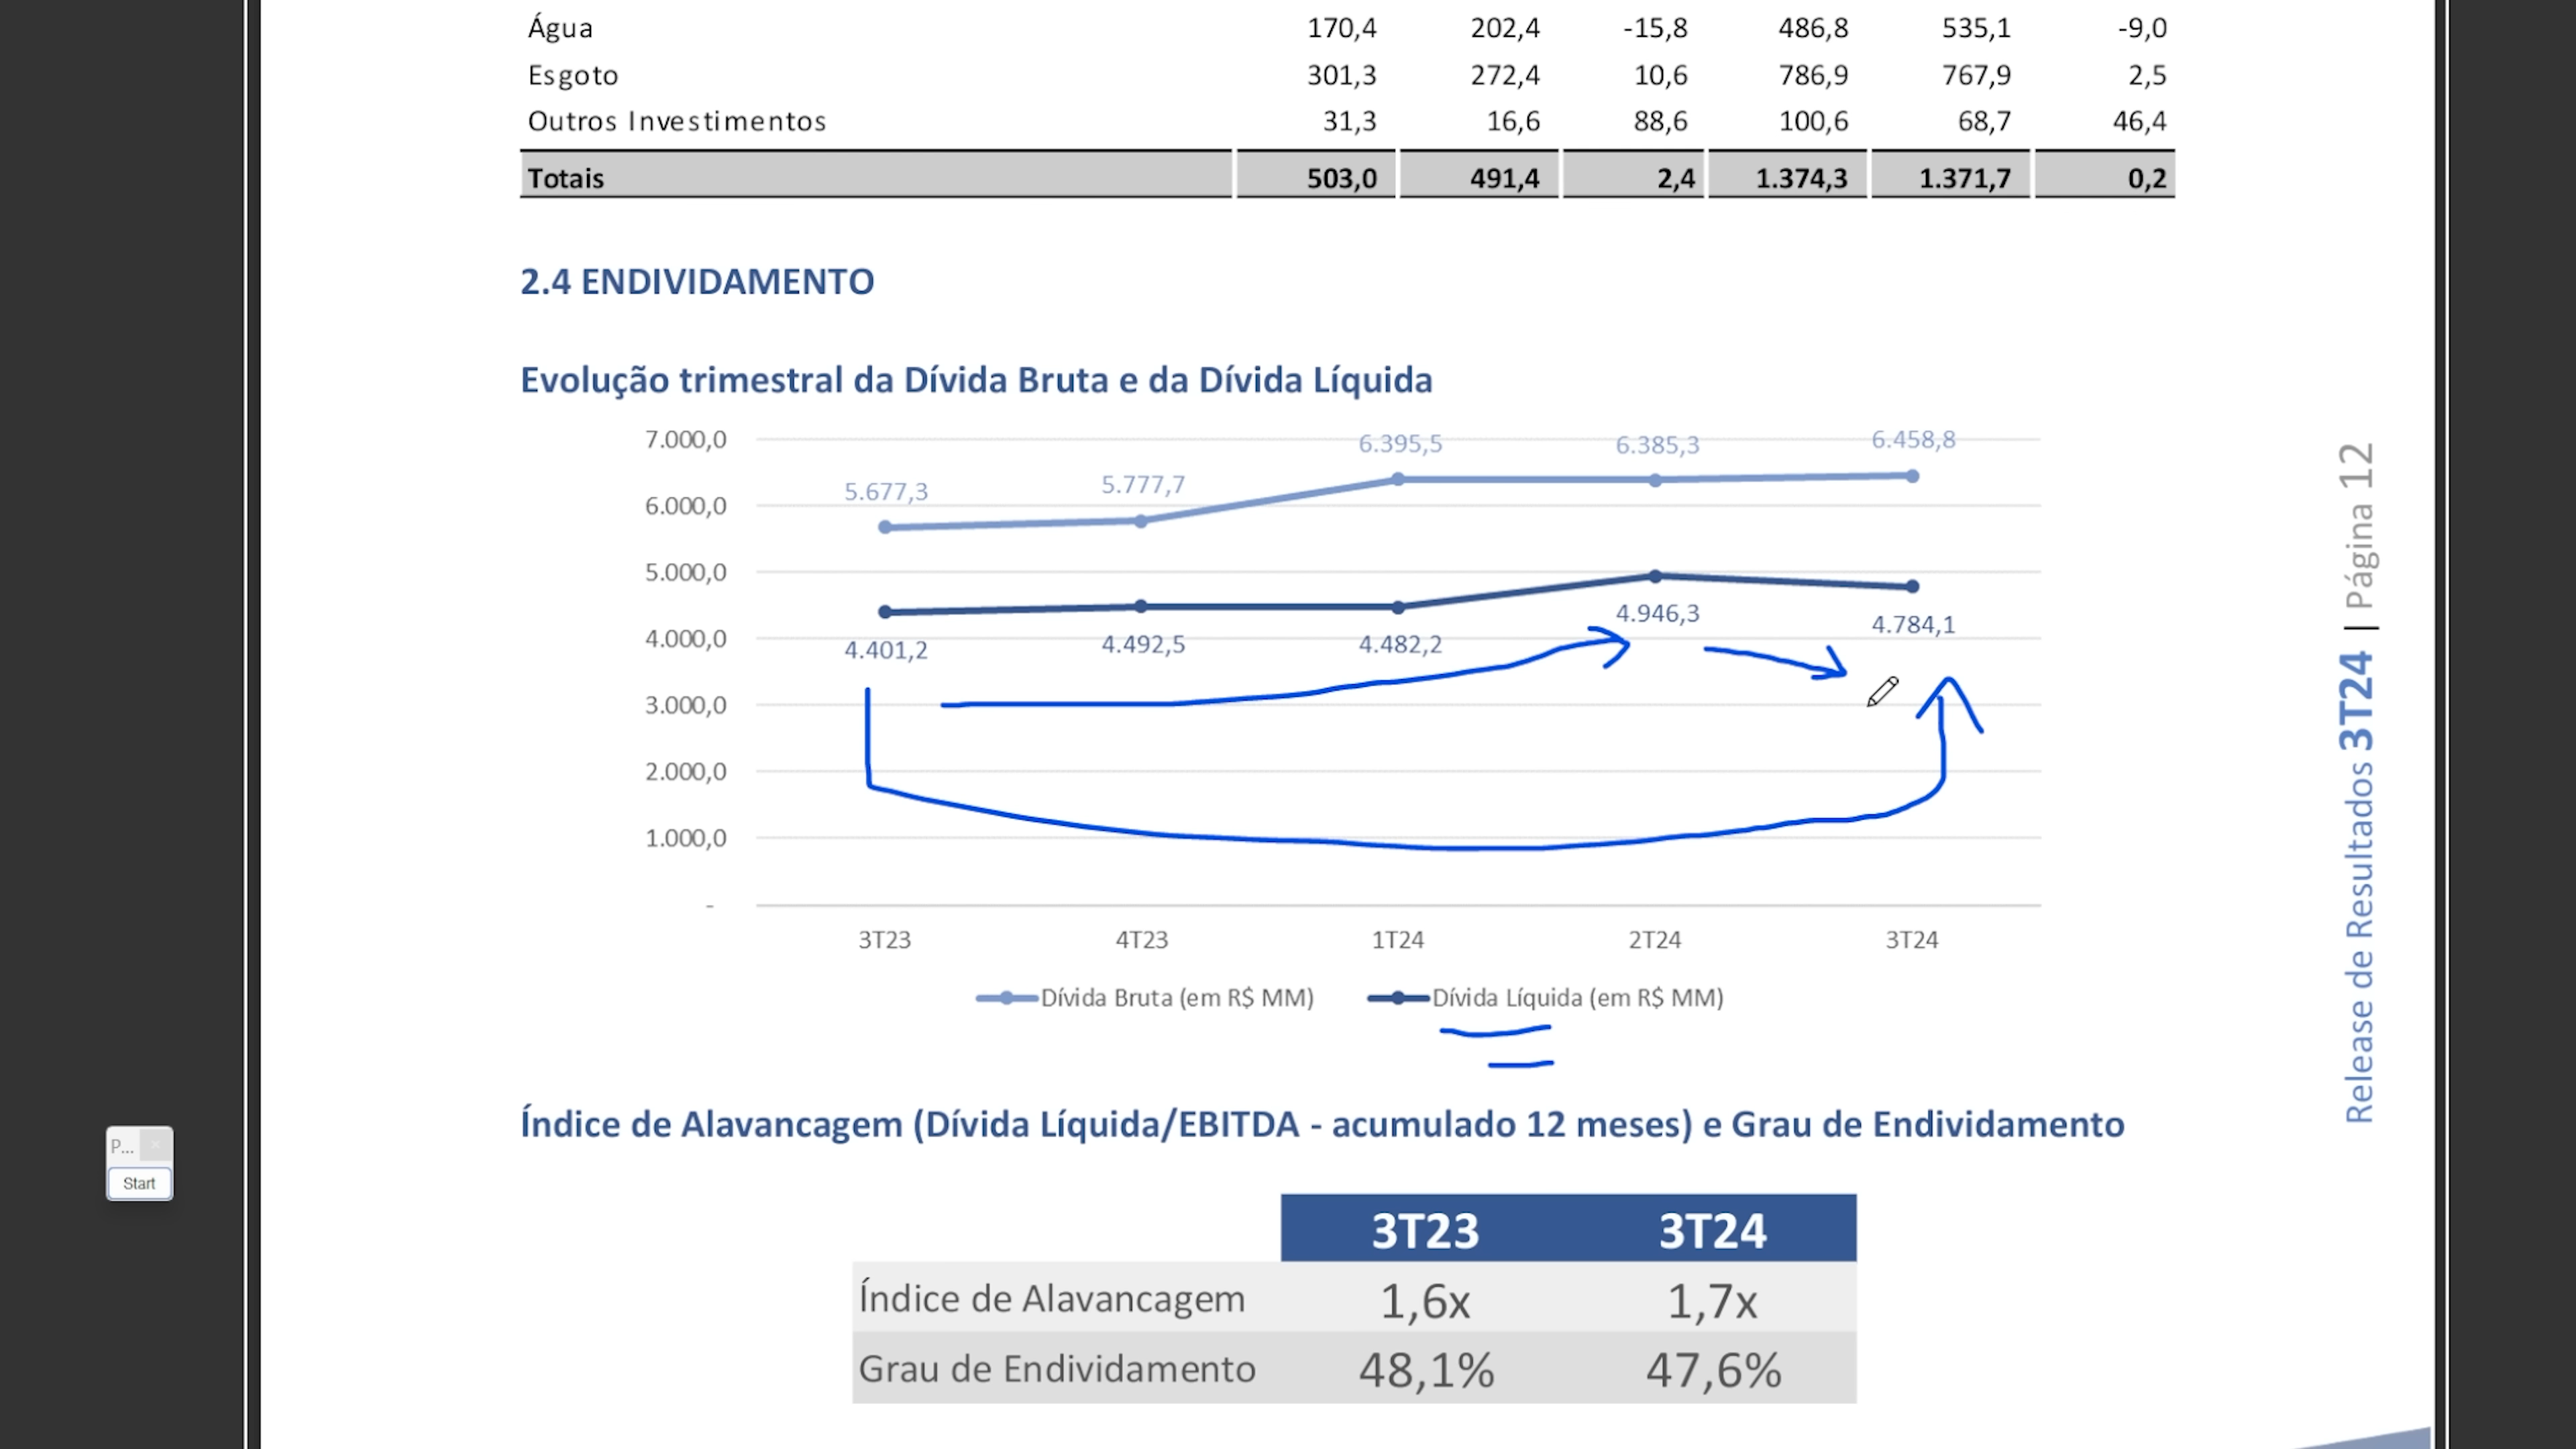 Água 170,4 202,4 -15,8 486,8 535,1 -9,0
Esgoto 301,3 272,4 10,6 786,9 767,9 2,5
Outros Investimentos 31,3 16,6 88,6 100,6 68,7 46,4
Totais 503,0 491,4 2,4 1.374,3 1.371,7 0,2
2.4 ENDIVIDAMENTO
Evolução trimestral da Dívida Bruta e da Dívida Líquida
7.000,0
6.000,0
5.000,0
4.000,0
3.000,0
2.000,0
1.000,0
-
5.677,3 5.777,7 6.395,5 6.385,3 6.458,8
4.401,2 4.492,5 4.482,2 4.946,3 4.784,1
3T23 4T23 1T24 2T24 3T24
Dívida Bruta (em R$ MM) Dívida Líquida (em R$ MM)
Índice de Alavancagem (Dívida Líquida/EBITDA - acumulado 12 meses) e Grau de Endividamento
3T23 3T24
Índice de Alavancagem 1,6x 1,7x
Grau de Endividamento 48,1% 47,6%
Release de Resultados 3T24 | Página 12
P...
Start